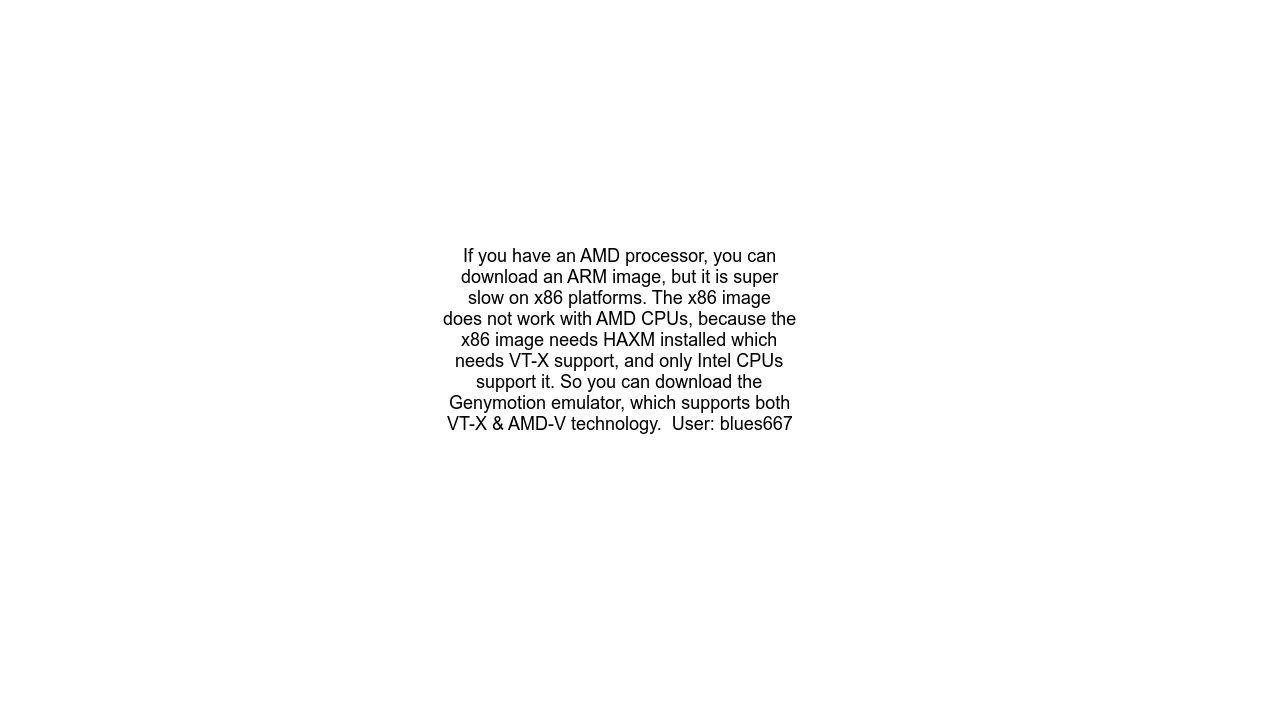 If you have an AMD processor, you can
download an ARM image, but it is super
slow on x86 platforms. The x86 image
does not work with AMD CPUs, because the
x86 image needs HAXM installed which
needs VT-X support, and only Intel CPUs
support it. So you can download the
Genymotion emulator, which supports both
VT-X & AMD-V technology.  User: blues667